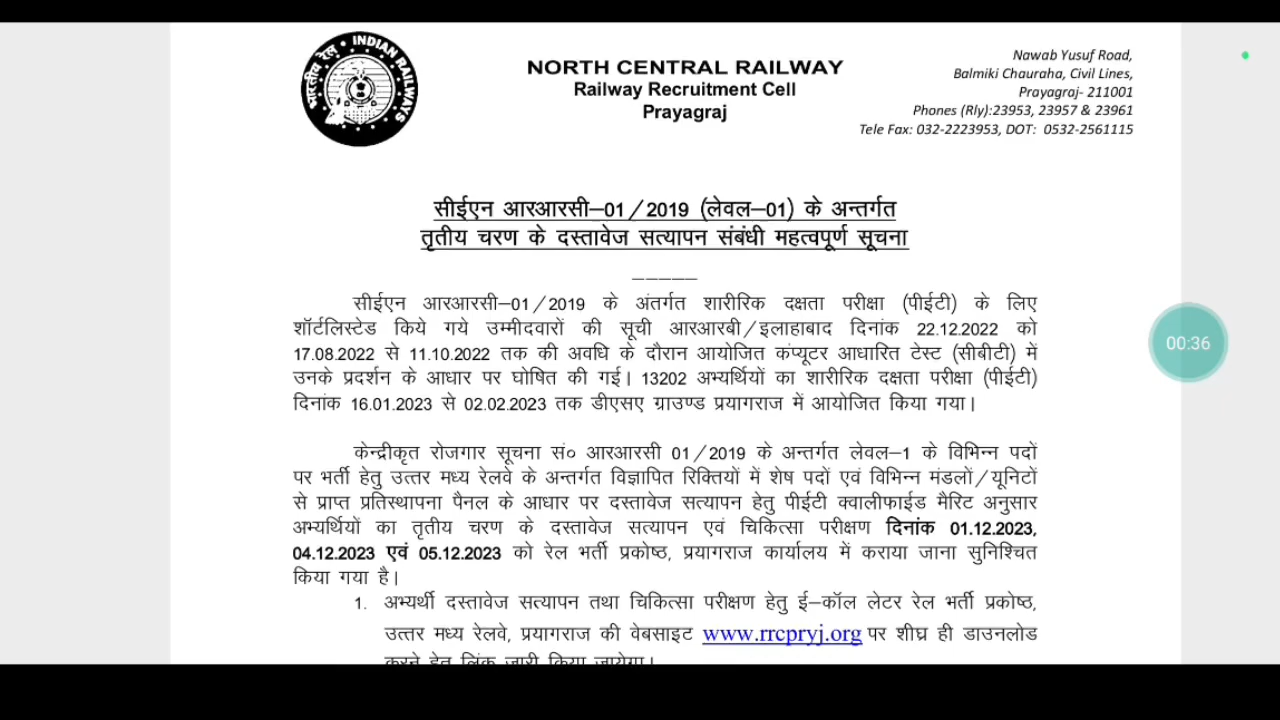 भारतीय रेल • INDIAN RAILWAYS
NORTH CENTRAL RAILWAY
Railway Recruitment Cell
Prayagraj
Nawab Yusuf Road,
Balmiki Chauraha, Civil Lines,
Prayagraj- 211001
Phones (Rly):23953, 23957 & 23961
Tele Fax: 032-2223953, DOT: 0532-2561115
सीईएन आरआरसी–01/2019 (लेवल–01) के अन्तर्गत
तृतीय चरण के दस्तावेज सत्यापन संबंधी महत्वपूर्ण सूचना
–––––
सीईएन आरआरसी–01/2019 के अंतर्गत शारीरिक दक्षता परीक्षा (पीईटी) के लिए
शॉर्टलिस्टेड किये गये उम्मीदवारों की सूची आरआरबी/इलाहाबाद दिनांक 22.12.2022 को
17.08.2022 से 11.10.2022 तक की अवधि के दौरान आयोजित कंप्यूटर आधारित टेस्ट (सीबीटी) में
उनके प्रदर्शन के आधार पर घोषित की गई। 13202 अभ्यर्थियों का शारीरिक दक्षता परीक्षा (पीईटी)
दिनांक 16.01.2023 से 02.02.2023 तक डीएसए ग्राउण्ड प्रयागराज में आयोजित किया गया।
केन्द्रीकृत रोजगार सूचना सं० आरआरसी 01/2019 के अन्तर्गत लेवल–1 के विभिन्न पदों
पर भर्ती हेतु उत्तर मध्य रेलवे के अन्तर्गत विज्ञापित रिक्तियों में शेष पदों एवं विभिन्न मंडलों/यूनिटों
से प्राप्त प्रतिस्थापना पैनल के आधार पर दस्तावेज सत्यापन हेतु पीईटी क्वालीफाईड मैरिट अनुसार
अभ्यर्थियों का तृतीय चरण के दस्तावेज सत्यापन एवं चिकित्सा परीक्षण दिनांक 01.12.2023,
04.12.2023 एवं 05.12.2023 को रेल भर्ती प्रकोष्ठ, प्रयागराज कार्यालय में कराया जाना सुनिश्चित
किया गया है।
1. अभ्यर्थी दस्तावेज सत्यापन तथा चिकित्सा परीक्षण हेतु ई–कॉल लेटर रेल भर्ती प्रकोष्ठ,
उत्तर मध्य रेलवे, प्रयागराज की वेबसाइट www.rrcpryj.org पर शीघ्र ही डाउनलोड
करने हेतु लिंक जारी किया जायेगा।
00:36